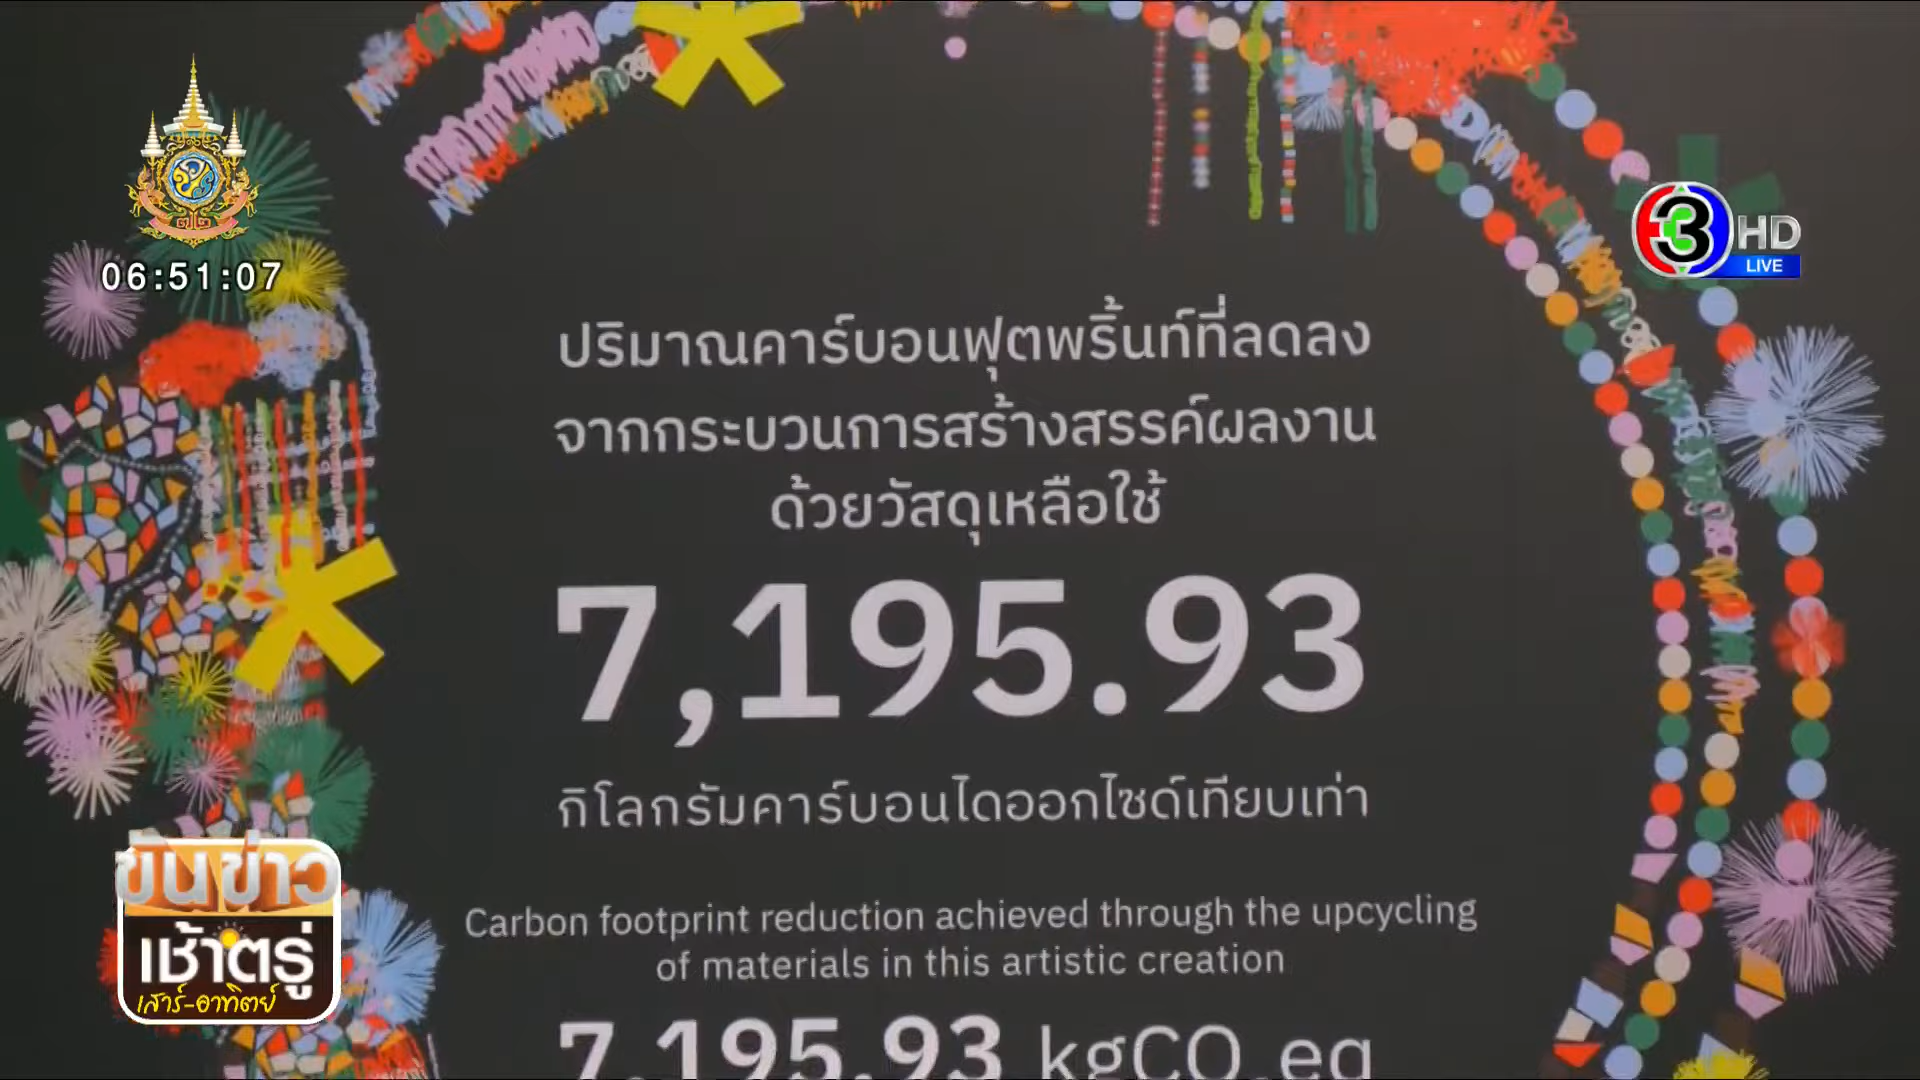 06:51:07
3 HD
LIVE
ปริมาณคาร์บอนฟุตพริ้นท์ที่ลดลง
จากกระบวนการสร้างสรรค์ผลงาน
ด้วยวัสดุเหลือใช้
7,195.93
กิโลกรัมคาร์บอนไดออกไซด์เทียบเท่า
Carbon footprint reduction achieved through the upcycling
of materials in this artistic creation
7,195.93 kgCO₂eq
ขันข่าว
เช้าตรู่
เสาร์-อาทิตย์